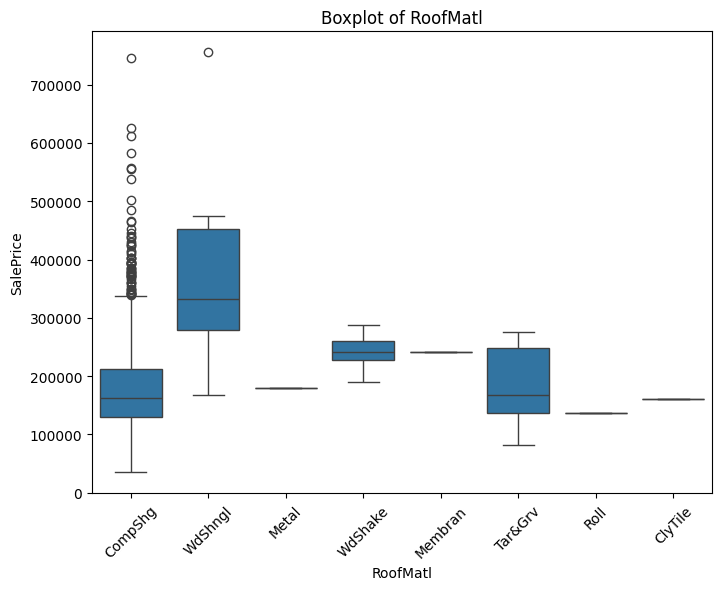 Boxplot of RoofMatl
700000
600000
500000
400000
300000
200000
100000
0
SalePrice
CompShg
WdShngl
Metal
WdShake
Membran
Tar&Grv
Roll
ClyTile
RoofMatl